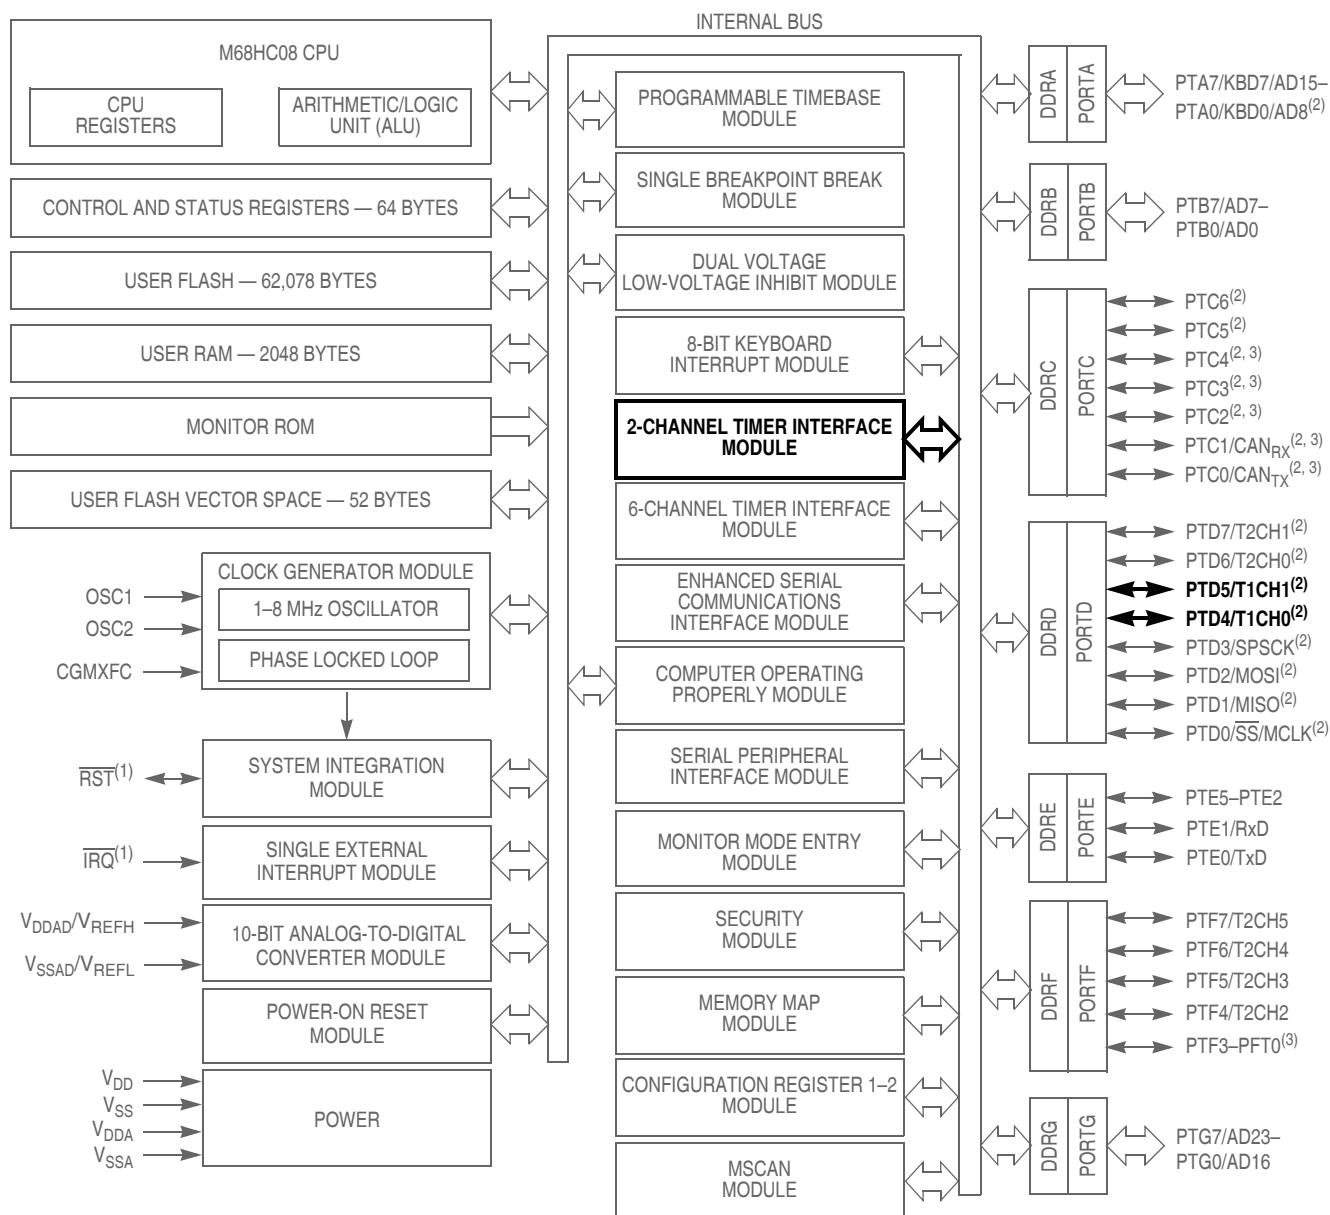 INTERNAL BUS
M68HC08 CPU
CPU
REGISTERS
ARITHMETIC/LOGIC
UNIT (ALU)
CONTROL AND STATUS REGISTERS — 64 BYTES
USER FLASH — 62,078 BYTES
USER RAM — 2048 BYTES
MONITOR ROM
USER FLASH VECTOR SPACE — 52 BYTES
OSC1
OSC2
CGMXFC
CLOCK GENERATOR MODULE
1–8 MHz OSCILLATOR
PHASE LOCKED LOOP
RST(1)
SYSTEM INTEGRATION
MODULE
IRQ(1)
SINGLE EXTERNAL
INTERRUPT MODULE
VDDAD/VREFH
VSSAD/VREFL
10-BIT ANALOG-TO-DIGITAL
CONVERTER MODULE
POWER-ON RESET
MODULE
VDD
VSS
VDDA
VSSA
POWER
PROGRAMMABLE TIMEBASE
MODULE
SINGLE BREAKPOINT BREAK
MODULE
DUAL VOLTAGE
LOW-VOLTAGE INHIBIT MODULE
8-BIT KEYBOARD
INTERRUPT MODULE
2-CHANNEL TIMER INTERFACE
MODULE
6-CHANNEL TIMER INTERFACE
MODULE
ENHANCED SERIAL
COMMUNICATIONS
INTERFACE MODULE
COMPUTER OPERATING
PROPERLY MODULE
SERIAL PERIPHERAL
INTERFACE MODULE
MONITOR MODE ENTRY
MODULE
SECURITY
MODULE
MEMORY MAP
MODULE
CONFIGURATION REGISTER 1–2
MODULE
MSCAN
MODULE
DDRA
PORTA
PTA7/KBD7/AD15–
PTA0/KBD0/AD8(2)
DDRB
PORTB
PTB7/AD7–
PTB0/AD0
DDRC
PORTC
PTC6(2)
PTC5(2)
PTC4(2, 3)
PTC3(2, 3)
PTC2(2, 3)
PTC1/CANRX(2, 3)
PTC0/CANTX(2, 3)
DDRD
PORTD
PTD7/T2CH1(2)
PTD6/T2CH0(2)
PTD5/T1CH1(2)
PTD4/T1CH0(2)
PTD3/SPSCK(2)
PTD2/MOSI(2)
PTD1/MISO(2)
PTD0/SS/MCLK(2)
DDRE
PORTE
PTE5–PTE2
PTE1/RxD
PTE0/TxD
DDRF
PORTF
PTF7/T2CH5
PTF6/T2CH4
PTF5/T2CH3
PTF4/T2CH2
PTF3–PFT0(3)
DDRG
PORTG
PTG7/AD23–
PTG0/AD16